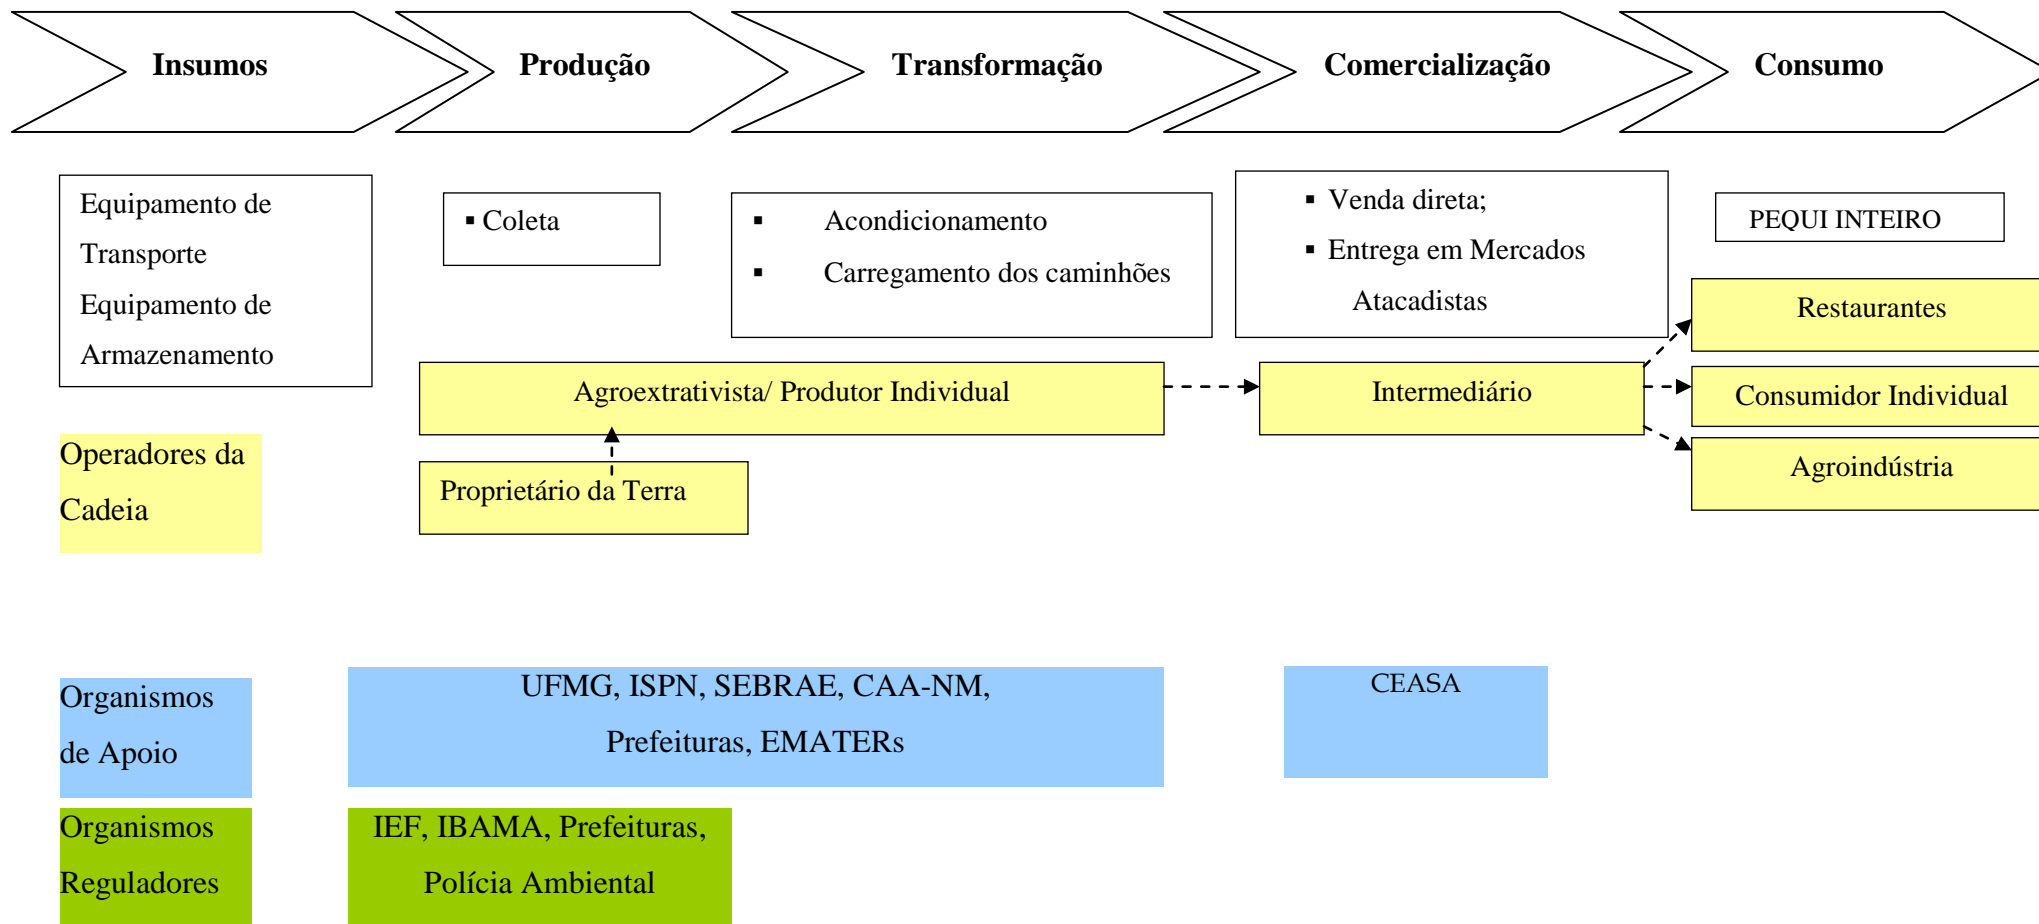 Insumos
Produção
Transformação
Comercialização
Consumo
Equipamento de
Transporte
Equipamento de
Armazenamento
▪ Coleta
▪ Acondicionamento
▪ Carregamento dos caminhões
▪ Venda direta;
▪ Entrega em Mercados
Atacadistas
PEQUI INTEIRO
Restaurantes
Agroextrativista/ Produtor Individual
Intermediário
Consumidor Individual
Operadores da
Cadeia
Proprietário da Terra
Agroindústria
Organismos
de Apoio
UFMG, ISPN, SEBRAE, CAA-NM,
Prefeituras, EMATERs
CEASA
Organismos
Reguladores
IEF, IBAMA, Prefeituras,
Polícia Ambiental